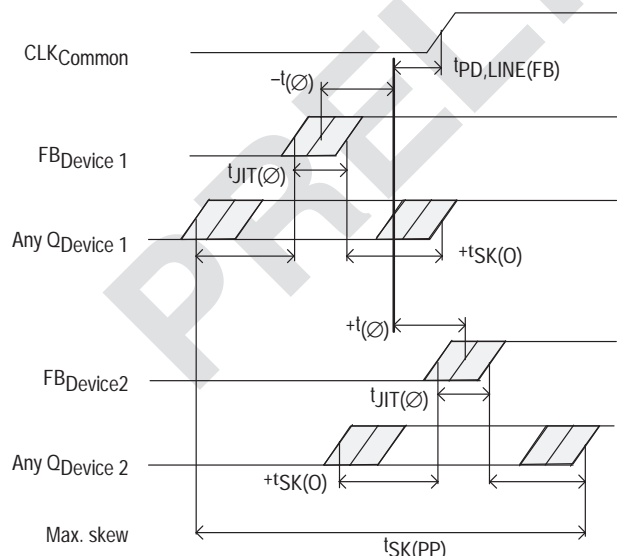 CLKCommon
tPD,LINE(FB)
–t(∅)
FBDevice 1
tJIT(∅)
Any QDevice 1
+tSK(O)
+t(∅)
FBDevice2
tJIT(∅)
Any QDevice 2
+tSK(O)
Max. skew
tSK(PP)
PREL